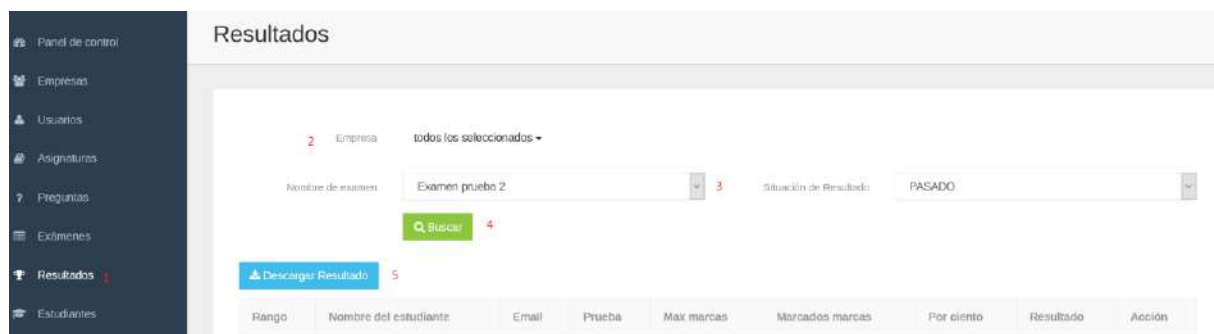 Resultados
Panel de control
Empresas
Usuarios
Asignaturas
Preguntas
Exámenes
Resultados 1
Estudiantes
2 Empresa todos los seleccionados
Nombre de examen Examen pruebo 2 3 Situación de Resultado PASADO
Buscar 4
Descargar Resultado 5
Rango Nombre del estudiante Email Prueba Max marcas Marcados marcas Por ciento Resultado Acción